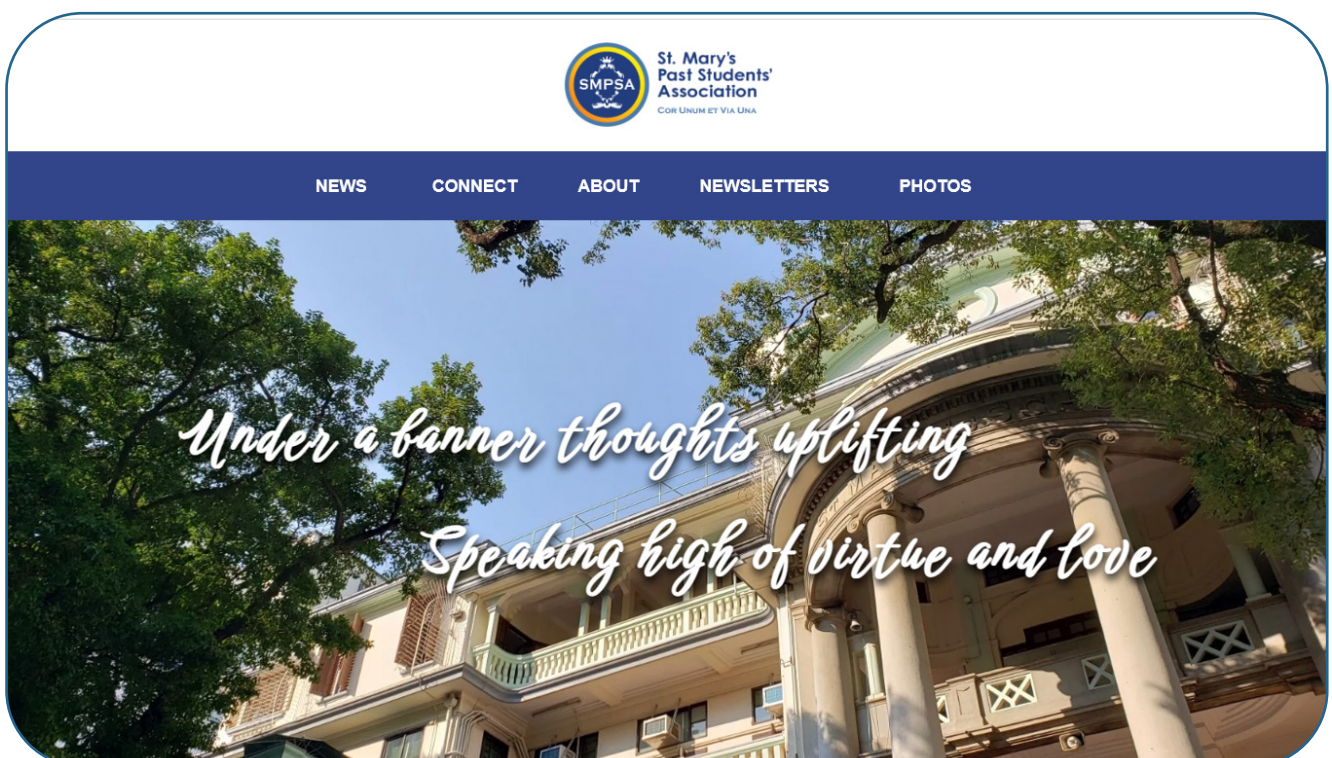 SMPSA
St. Mary's
Past Students'
Association
COR UNUM ET VIA UNA
NEWS CONNECT ABOUT NEWSLETTERS PHOTOS
Under a banner thoughts uplifting
Speaking high of virtue and love